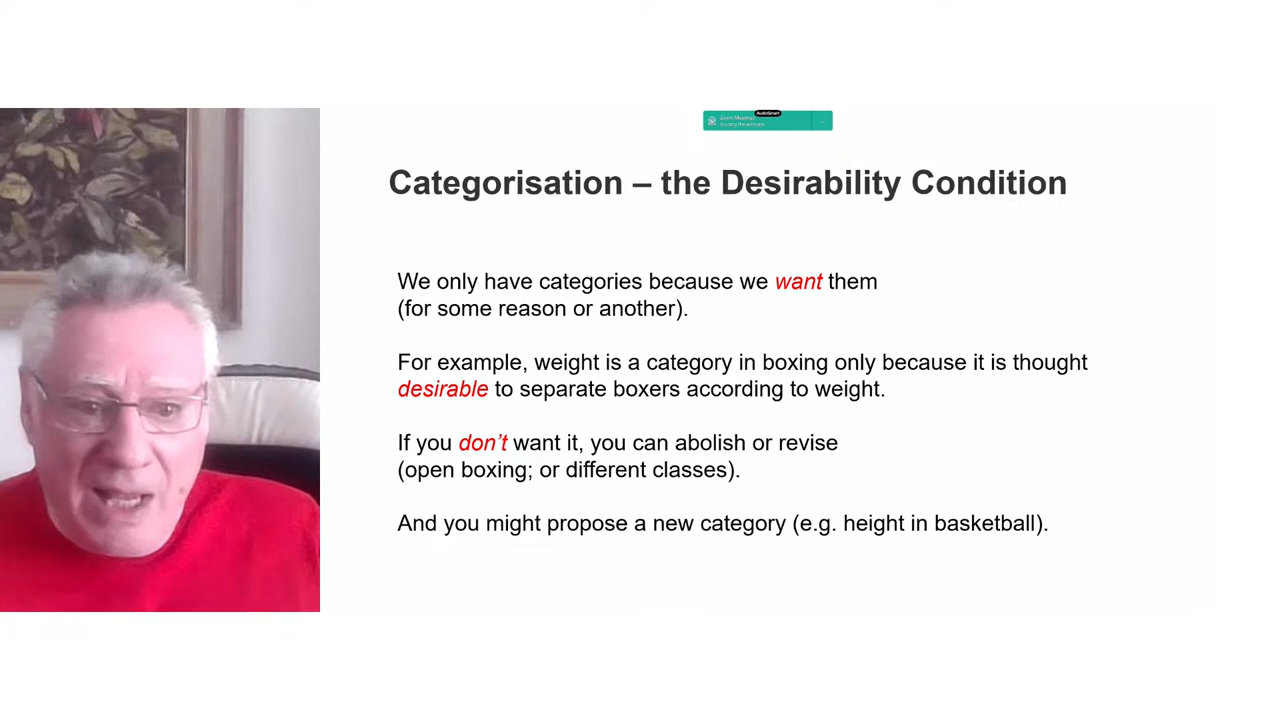 AudioSmart
Categorisation – the Desirability Condition
We only have categories because we want them
(for some reason or another).
For example, weight is a category in boxing only because it is thought
desirable to separate boxers according to weight.
If you don’t want it, you can abolish or revise
(open boxing; or different classes).
And you might propose a new category (e.g. height in basketball).